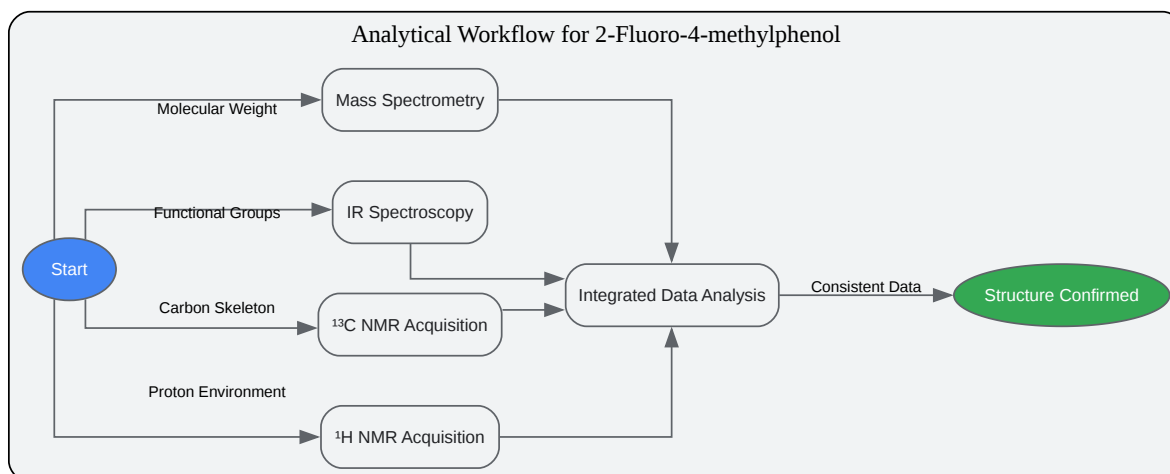 Analytical Workflow for 2-Fluoro-4-methylphenol
Molecular Weight
Mass Spectrometry
Functional Groups
IR Spectroscopy
Start
Integrated Data Analysis
Consistent Data
Structure Confirmed
Carbon Skeleton
¹³C NMR Acquisition
Proton Environment
¹H NMR Acquisition